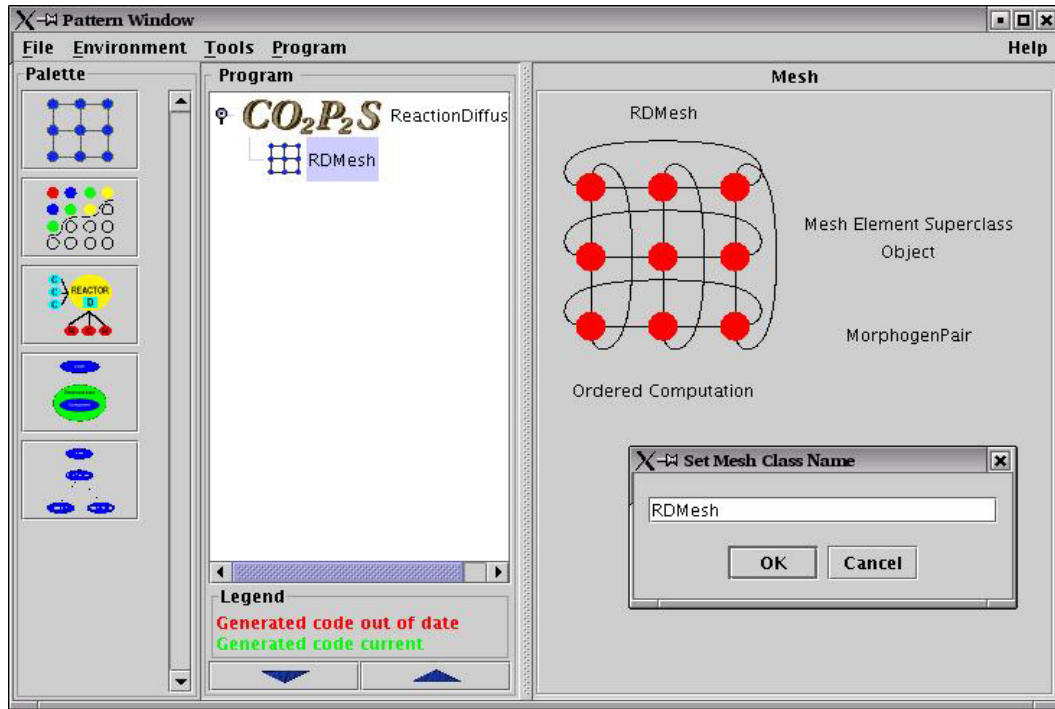 Pattern Window
File Environment Tools Program Help
Palette
REACTOR
D
C
C
C
Program
CO2P2S ReactionDiffus
RDMesh
Legend
Generated code out of date
Generated code current
Mesh
RDMesh
Mesh Element Superclass
Object
MorphogenPair
Ordered Computation
Set Mesh Class Name
RDMesh
OK Cancel